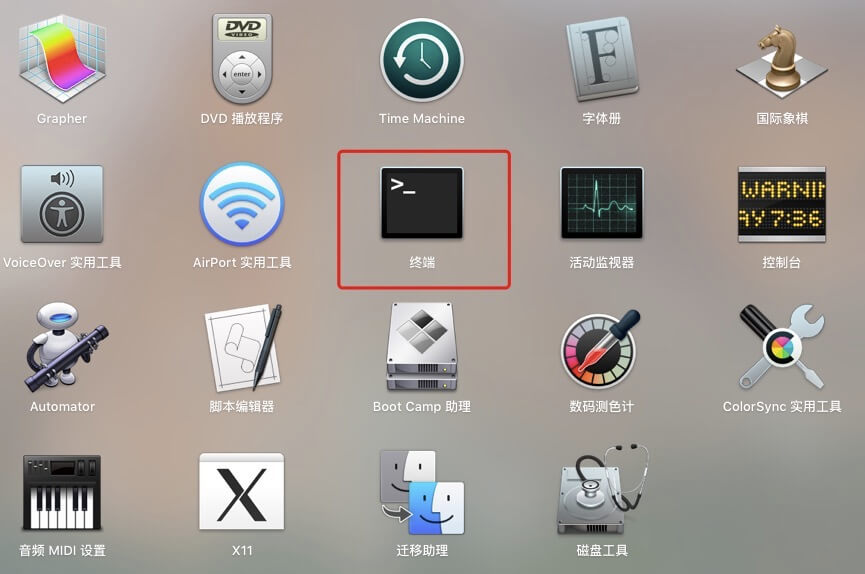 DVD
VIDEO
enter
F
Grapher
DVD 播放程序
Time Machine
字体册
国际象棋
>_
WARNIN
AY 7:36
VoiceOver 实用工具
AirPort 实用工具
终端
活动监视器
控制台
Automator
脚本编辑器
Boot Camp 助理
数码测色计
ColorSync 实用工具
X
音频 MIDI 设置
X11
迁移助理
磁盘工具